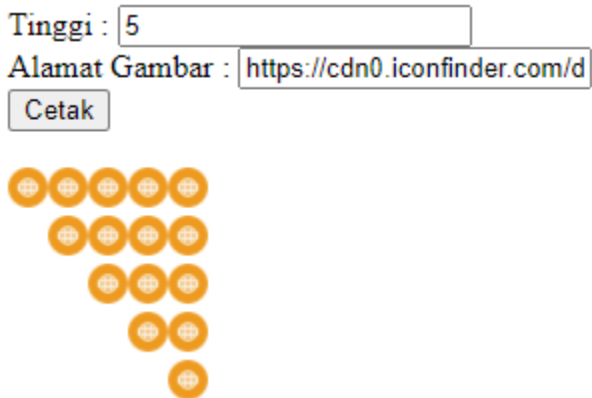 Tinggi : 5
Alamat Gambar : https://cdn0.iconfinder.com/d
Cetak